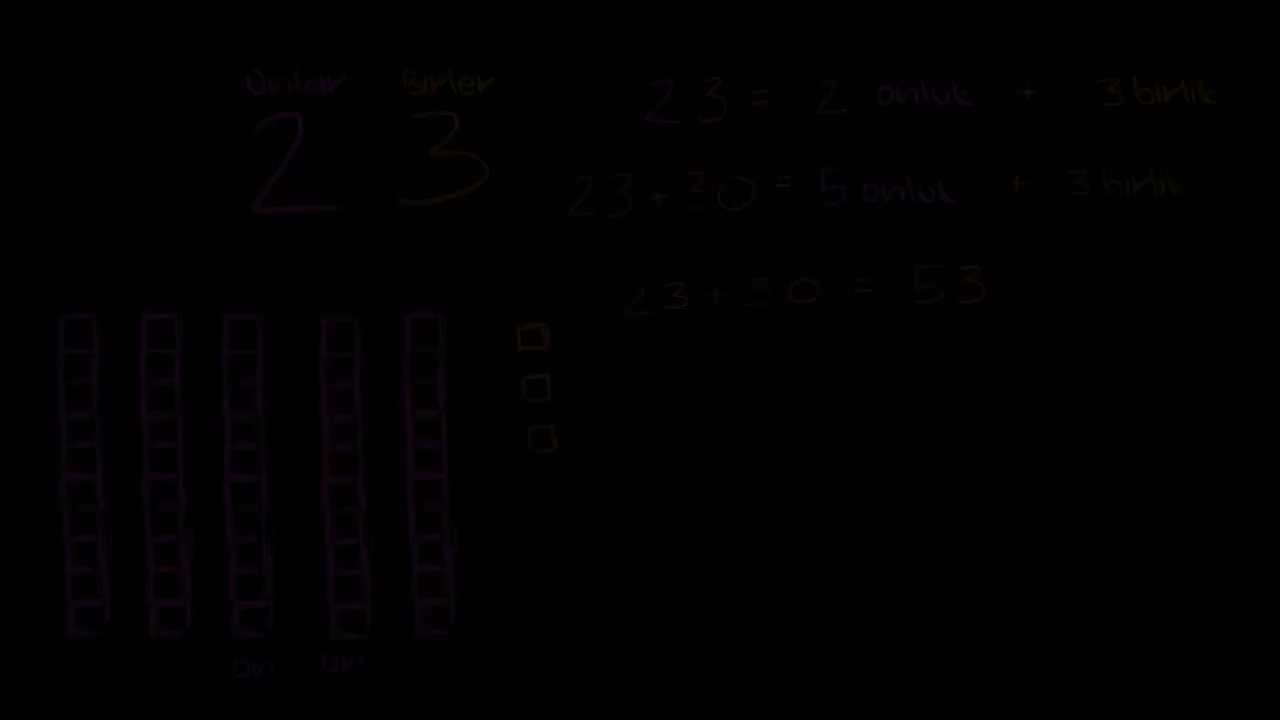 Onlar Birler
2 3
23 = 2 onluk + 3 birlik
23 + 30 = 5 onluk + 3 birlik
23 + 30 = 53
on on